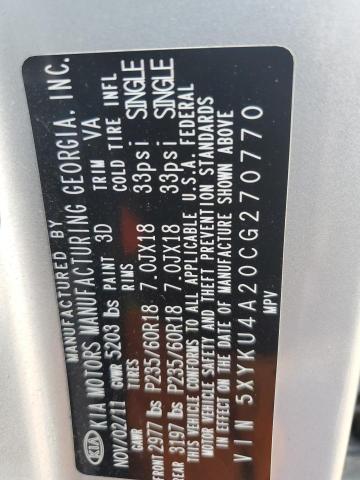 MANUFACTURED BY
KIA KIA MOTORS MANUFACTURING GEORGIA, INC.
NOV/02/11 GVWR 5203 lbs PAINT 3D TRIM VA
GAWR TIRES RIMS COLD TIRE INFL
FRONT 2977 lbs P235/60R18 7.0JX18 33psi SINGLE
REAR 3197 lbs P235/60R18 7.0JX18 33psi SINGLE
THIS VEHICLE CONFORMS TO ALL APPLICABLE U.S.A. FEDERAL
MOTOR VEHICLE SAFETY AND THEFT PREVENTION STANDARDS
IN EFFECT ON THE DATE OF MANUFACTURE SHOWN ABOVE
VIN 5XYKU4A20CG270770
MPV